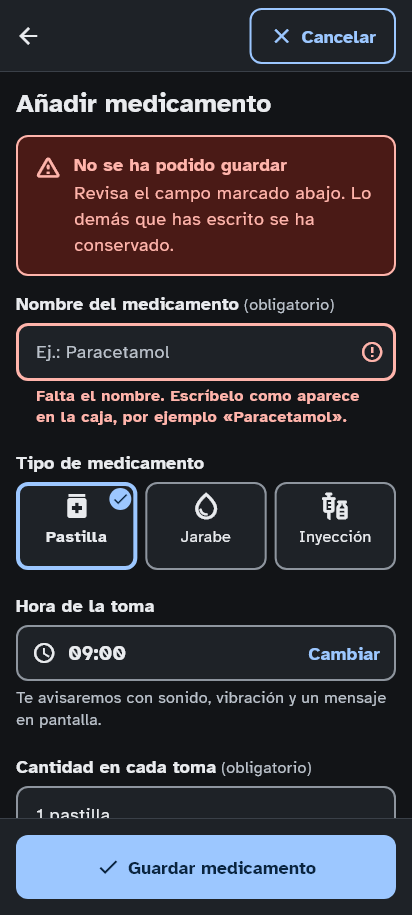 Cancelar
Añadir medicamento
No se ha podido guardar
Revisa el campo marcado abajo. Lo
demás que has escrito se ha
conservado.
Nombre del medicamento (obligatorio)
Ej.: Paracetamol
Falta el nombre. Escríbelo como aparece
en la caja, por ejemplo «Paracetamol».
Tipo de medicamento
Pastilla
Jarabe
Inyección
Hora de la toma
09:00
Cambiar
Te avisaremos con sonido, vibración y un mensaje
en pantalla.
Cantidad en cada toma (obligatorio)
1 pastilla
Guardar medicamento